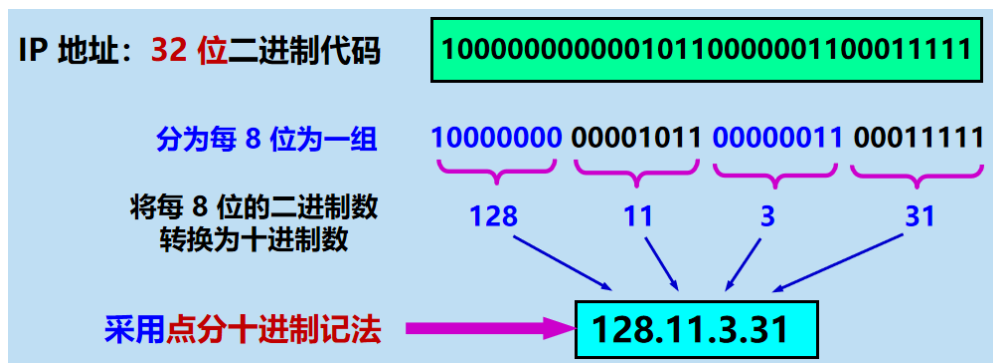 IP 地址：32 位二进制代码 10000000000010110000001100011111
分为每 8 位为一组 10000000 00001011 00000011 00011111
将每 8 位的二进制数
转换为十进制数
128 11 3 31
采用点分十进制记法 128.11.3.31